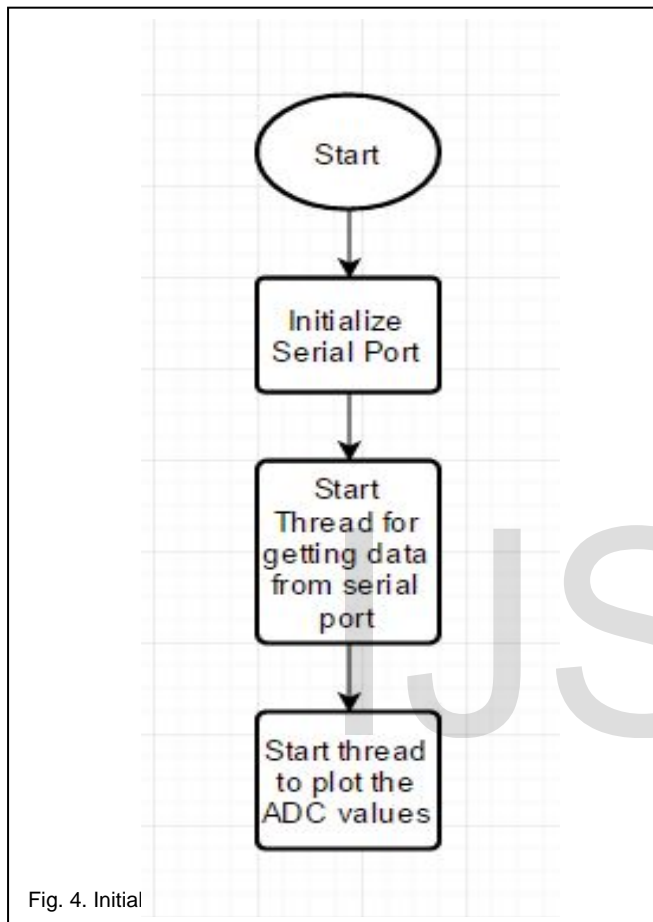 Start
Initialize
Serial Port
Start
Thread for
getting data
from serial
port
Start thread
to plot the
ADC values
IJS
Fig. 4. Initial